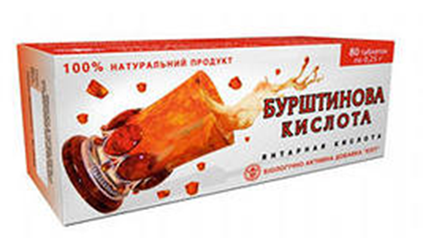 80 таблеток
по 0,25 г
100% НАТУРАЛЬНИЙ ПРОДУКТ
БУРШТИНОВА
КИСЛОТА
ЯНТАРНАЯ КИСЛОТА
БІОЛОГІЧНО АКТИВНА ДОБАВКА